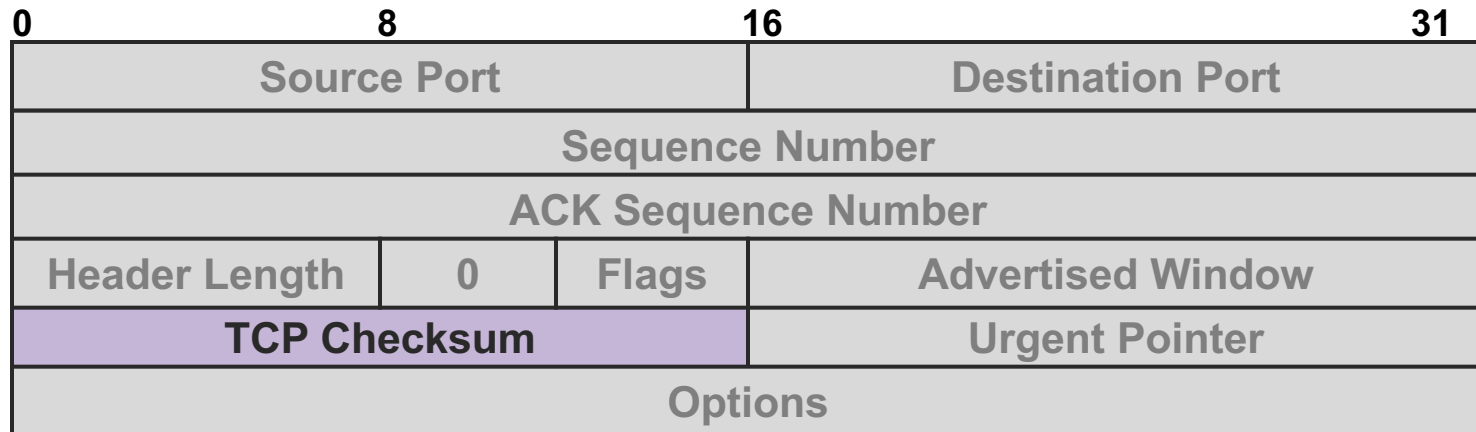 0 8 16 31
Source Port Destination Port
Sequence Number
ACK Sequence Number
Header Length 0 Flags Advertised Window
TCP Checksum Urgent Pointer
Options